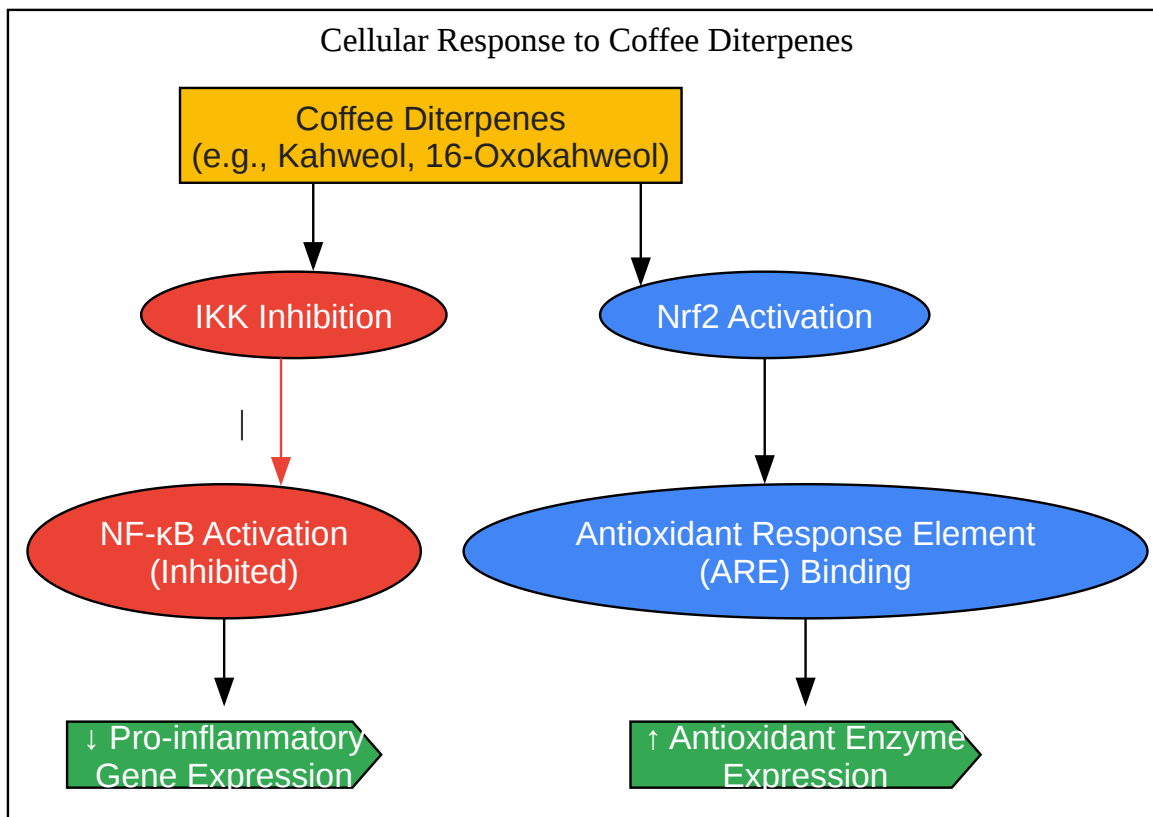 Cellular Response to Coffee Diterpenes
Coffee Diterpenes
(e.g., Kahweol, 16-Oxokahweol)
IKK Inhibition
Nrf2 Activation
|
NF-κB Activation
(Inhibited)
Antioxidant Response Element
(ARE) Binding
↓ Pro-inflammatory
Gene Expression
↑ Antioxidant Enzyme
Expression